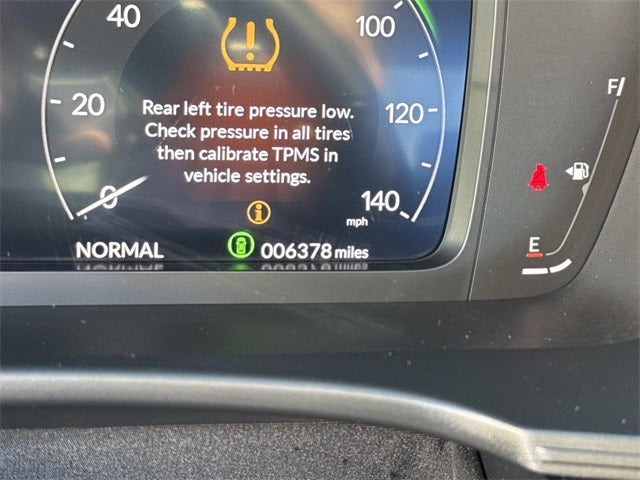 40
100
F/
Rear left tire pressure low.
20
120
Check pressure in all tires
then calibrate TPMS in
vehicle settings.
0
140
mph
E
NORMAL
006378 miles